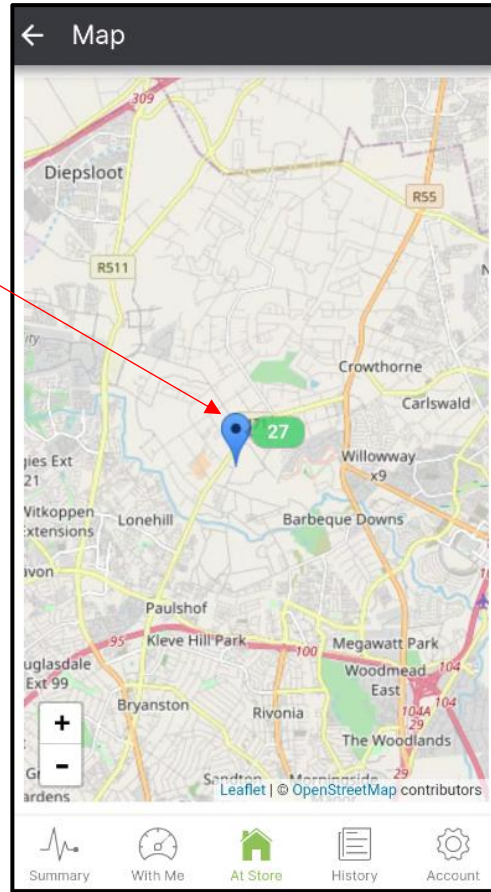 Map
309
Diepsloot
R55
R511
Crowthorne
Carlswald
27
Willowway
x9
gies Ext
21
Witkoppen
Extensions
Lonehill
Barbeque Downs
Paulshof
95
Kleve Hill Park
100
Megawatt Park
uglasdale
Ext 99
Woodmead
East
104
104A
29
104
Bryanston
Rivonia
The Woodlands
+
-
29
Sandton
Morningside
ardens
Leaflet | © OpenStreetMap contributors
Summary
With Me
At Store
History
Account